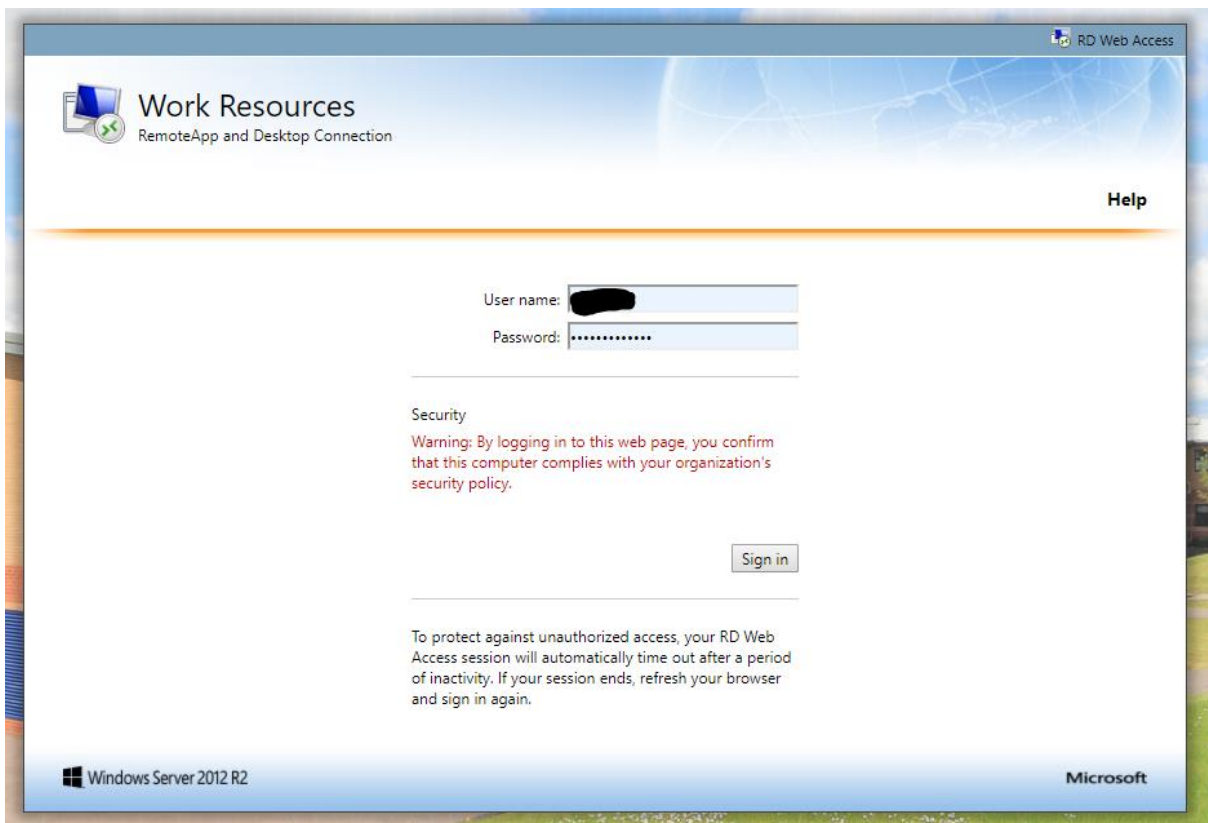 RD Web Access
Work Resources
RemoteApp and Desktop Connection
Help
User name:
Password: •••••••••••••
Security
Warning: By logging in to this web page, you confirm
that this computer complies with your organization's
security policy.
Sign in
To protect against unauthorized access, your RD Web
Access session will automatically time out after a period
of inactivity. If your session ends, refresh your browser
and sign in again.
Windows Server 2012 R2
Microsoft